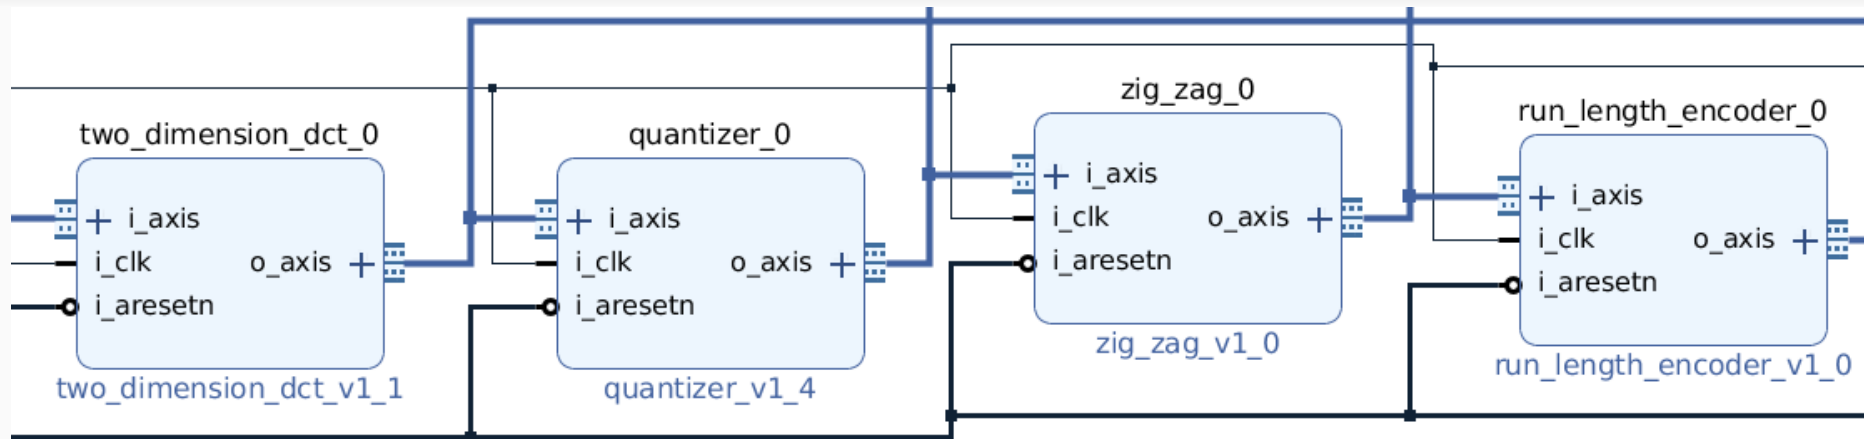 two_dimension_dct_0
i_axis
i_clk
o_axis
i_aresetn
two_dimension_dct_v1_1
quantizer_0
i_axis
i_clk
o_axis
i_aresetn
quantizer_v1_4
zig_zag_0
i_axis
i_clk
o_axis
i_aresetn
zig_zag_v1_0
run_length_encoder_0
i_axis
i_clk
o_axis
i_aresetn
run_length_encoder_v1_0